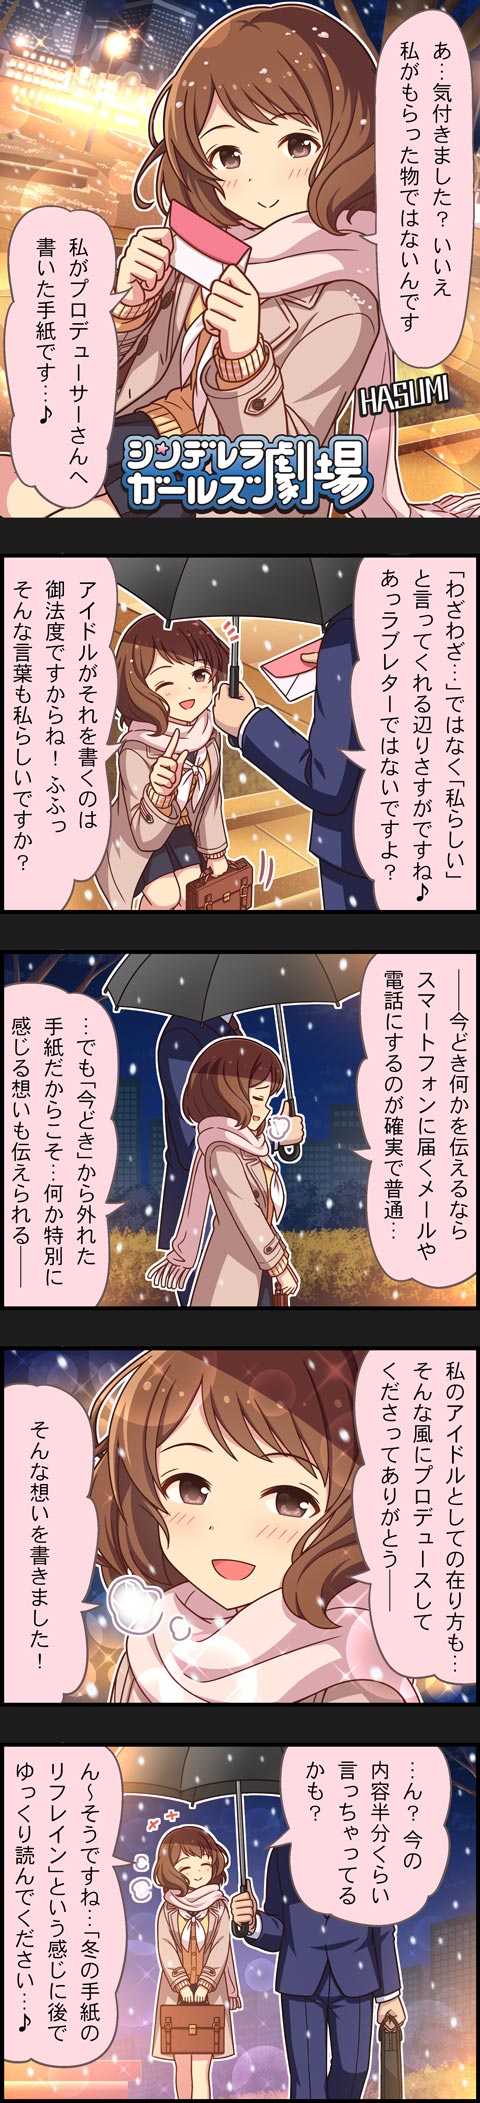 あ…気付きました？いいえ
私がもらった物ではないんです
私がプロデューサーさんへ
書いた手紙です…♪
HASUMI
シンデレラ
ガールズ劇場
「わざわざ…」ではなく「私らしい」
と言ってくれる辺りさすがですね♪
あっラブレターではないですよ？
アイドルがそれを書くのは
御法度ですからね！ふふっ
そんな言葉も私らしいですか？
――今どき何かを伝えるなら
スマートフォンに届くメールや
電話にするのが確実で普通…
…でも「今どき」から外れた
手紙だからこそ…何か特別に
感じる想いも伝えられる――
私のアイドルとしての在り方も…
そんな風にプロデュースして
くださってありがとう――
そんな想いを書きました！
…ん？今の
内容半分くらい
言っちゃってる
かも？
ん～そうですね…「冬の手紙の
リフレイン」という感じに後で
ゆっくり読んでください…♪